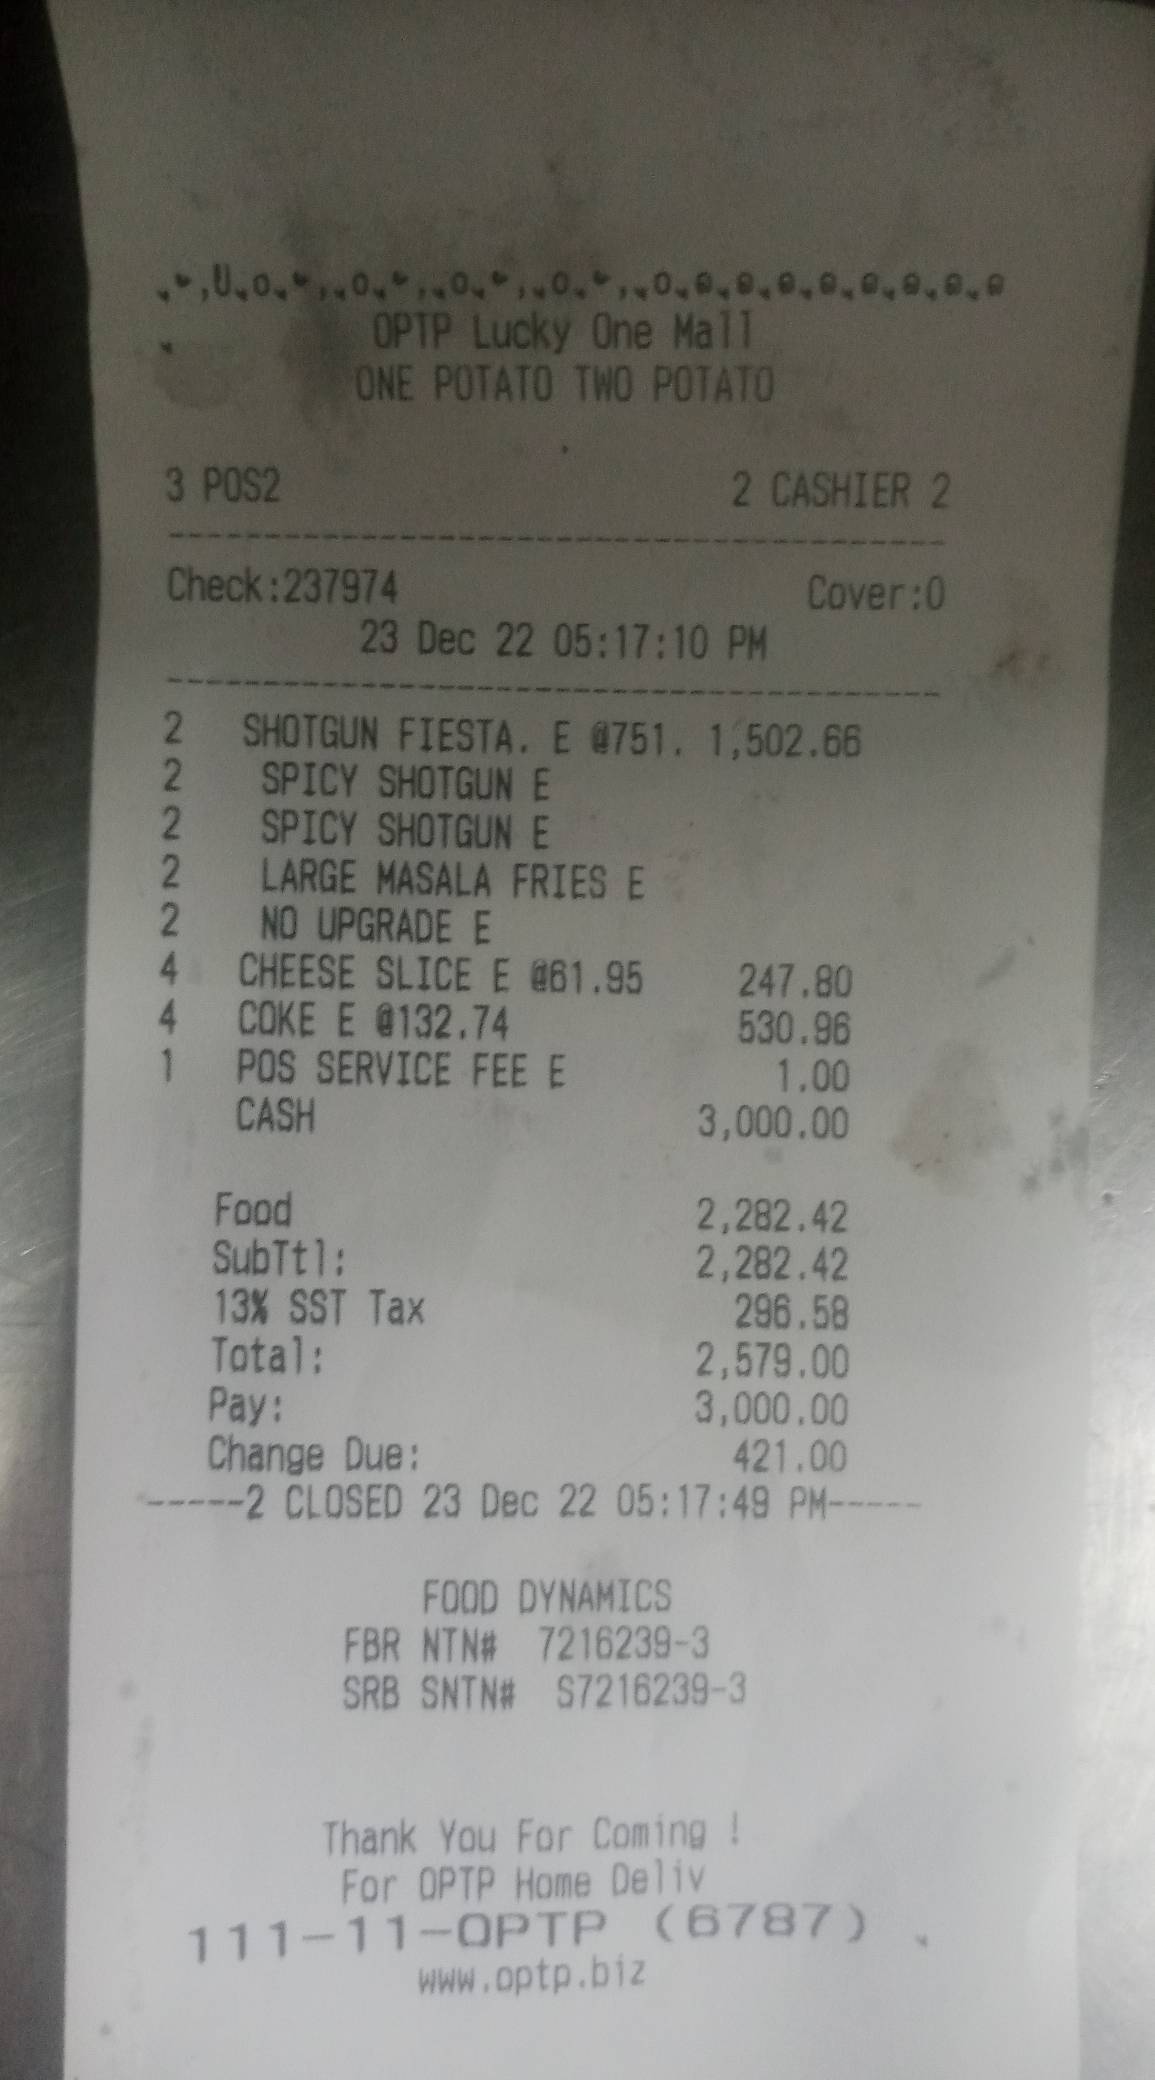 OPTP Lucky One Mall
ONE POTATO TWO POTATO
3 POS2 2 CASHIER 2
Check:237974 Cover:0
23 Dec 22 05:17:10 PM
2 SHOTGUN FIESTA. E @751. 1,502.66
2 SPICY SHOTGUN E
2 SPICY SHOTGUN E
2 LARGE MASALA FRIES E
2 NO UPGRADE E
4 CHEESE SLICE E @61.95 247.80
4 COKE E @132.74 530.96
1 POS SERVICE FEE E 1.00
CASH 3,000.00
Food 2,282.42
SubTtl: 2,282.42
13% SST Tax 296.58
Total: 2,579.00
Pay: 3,000.00
Change Due: 421.00
-----2 CLOSED 23 Dec 22 05:17:49 PM-----
FOOD DYNAMICS
FBR NTN# 7216239-3
SRB SNTN# S7216239-3
Thank You For Coming !
For OPTP Home Deliv
111-11-OPTP (6787)
www.optp.biz